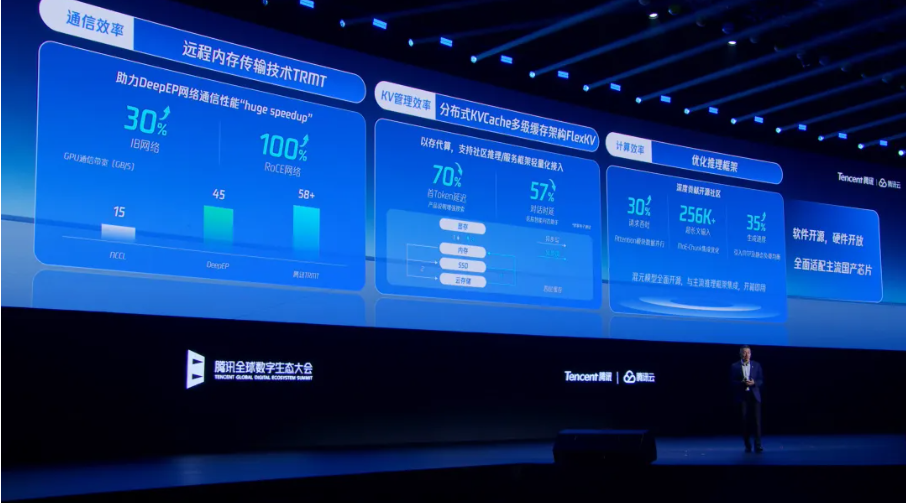 通信效率
远程内存传输技术TRMT
助力DeepEP网络通信性能“huge speedup”
30%
IB网络
100%
RoCE网络
GPU通信带宽（GB/S）
15
45
58+
NCCL
DeepEP
腾讯TRMT
KV管理效率
分布式KVCache多级缓存架构FlexKV
以存代算，支持社区推理/服务框架轻量化接入
70%
首Token延迟
57%
对话时延
显存
内存
SSD
云存储
计算效率
优化推理框架
深度贡献开源社区
30%
请求吞吐
256K+
超长文输入
35%
生成速度
混元模型全面开源，与主流推理框架集成，开箱即用
Tencent腾讯 | 腾讯云
软件开源，硬件开放
全面适配主流国产芯片
腾讯全球数字生态大会
TENCENT GLOBAL DIGITAL ECOSYSTEM SUMMIT
Tencent腾讯 | 腾讯云